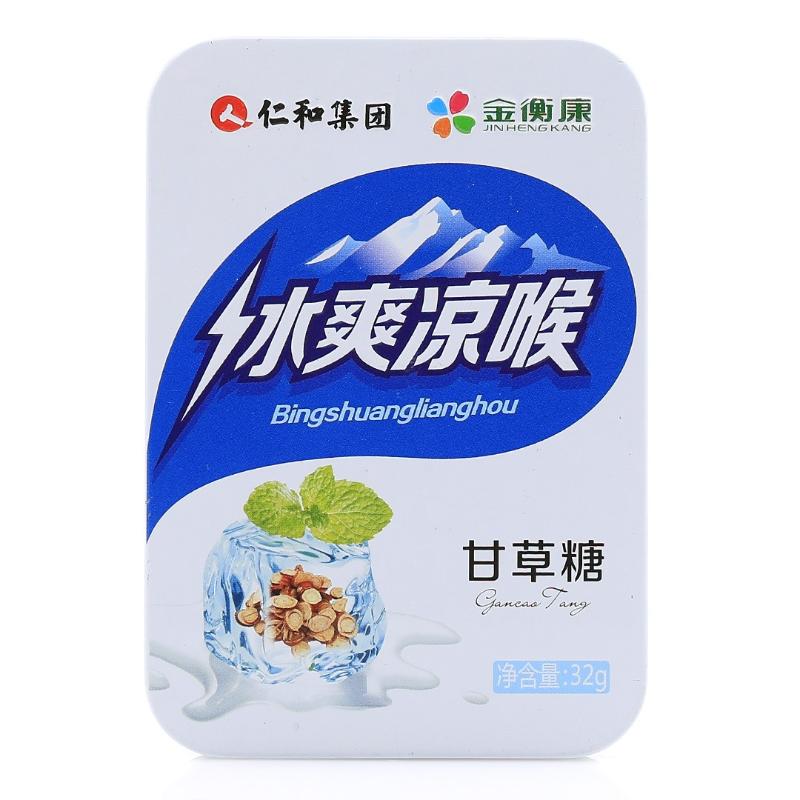 仁和集团 金衡康
JINHENGKANG
冰爽凉喉
Bingshuanglianghou
甘草糖
Gancao Tang
净含量:32g